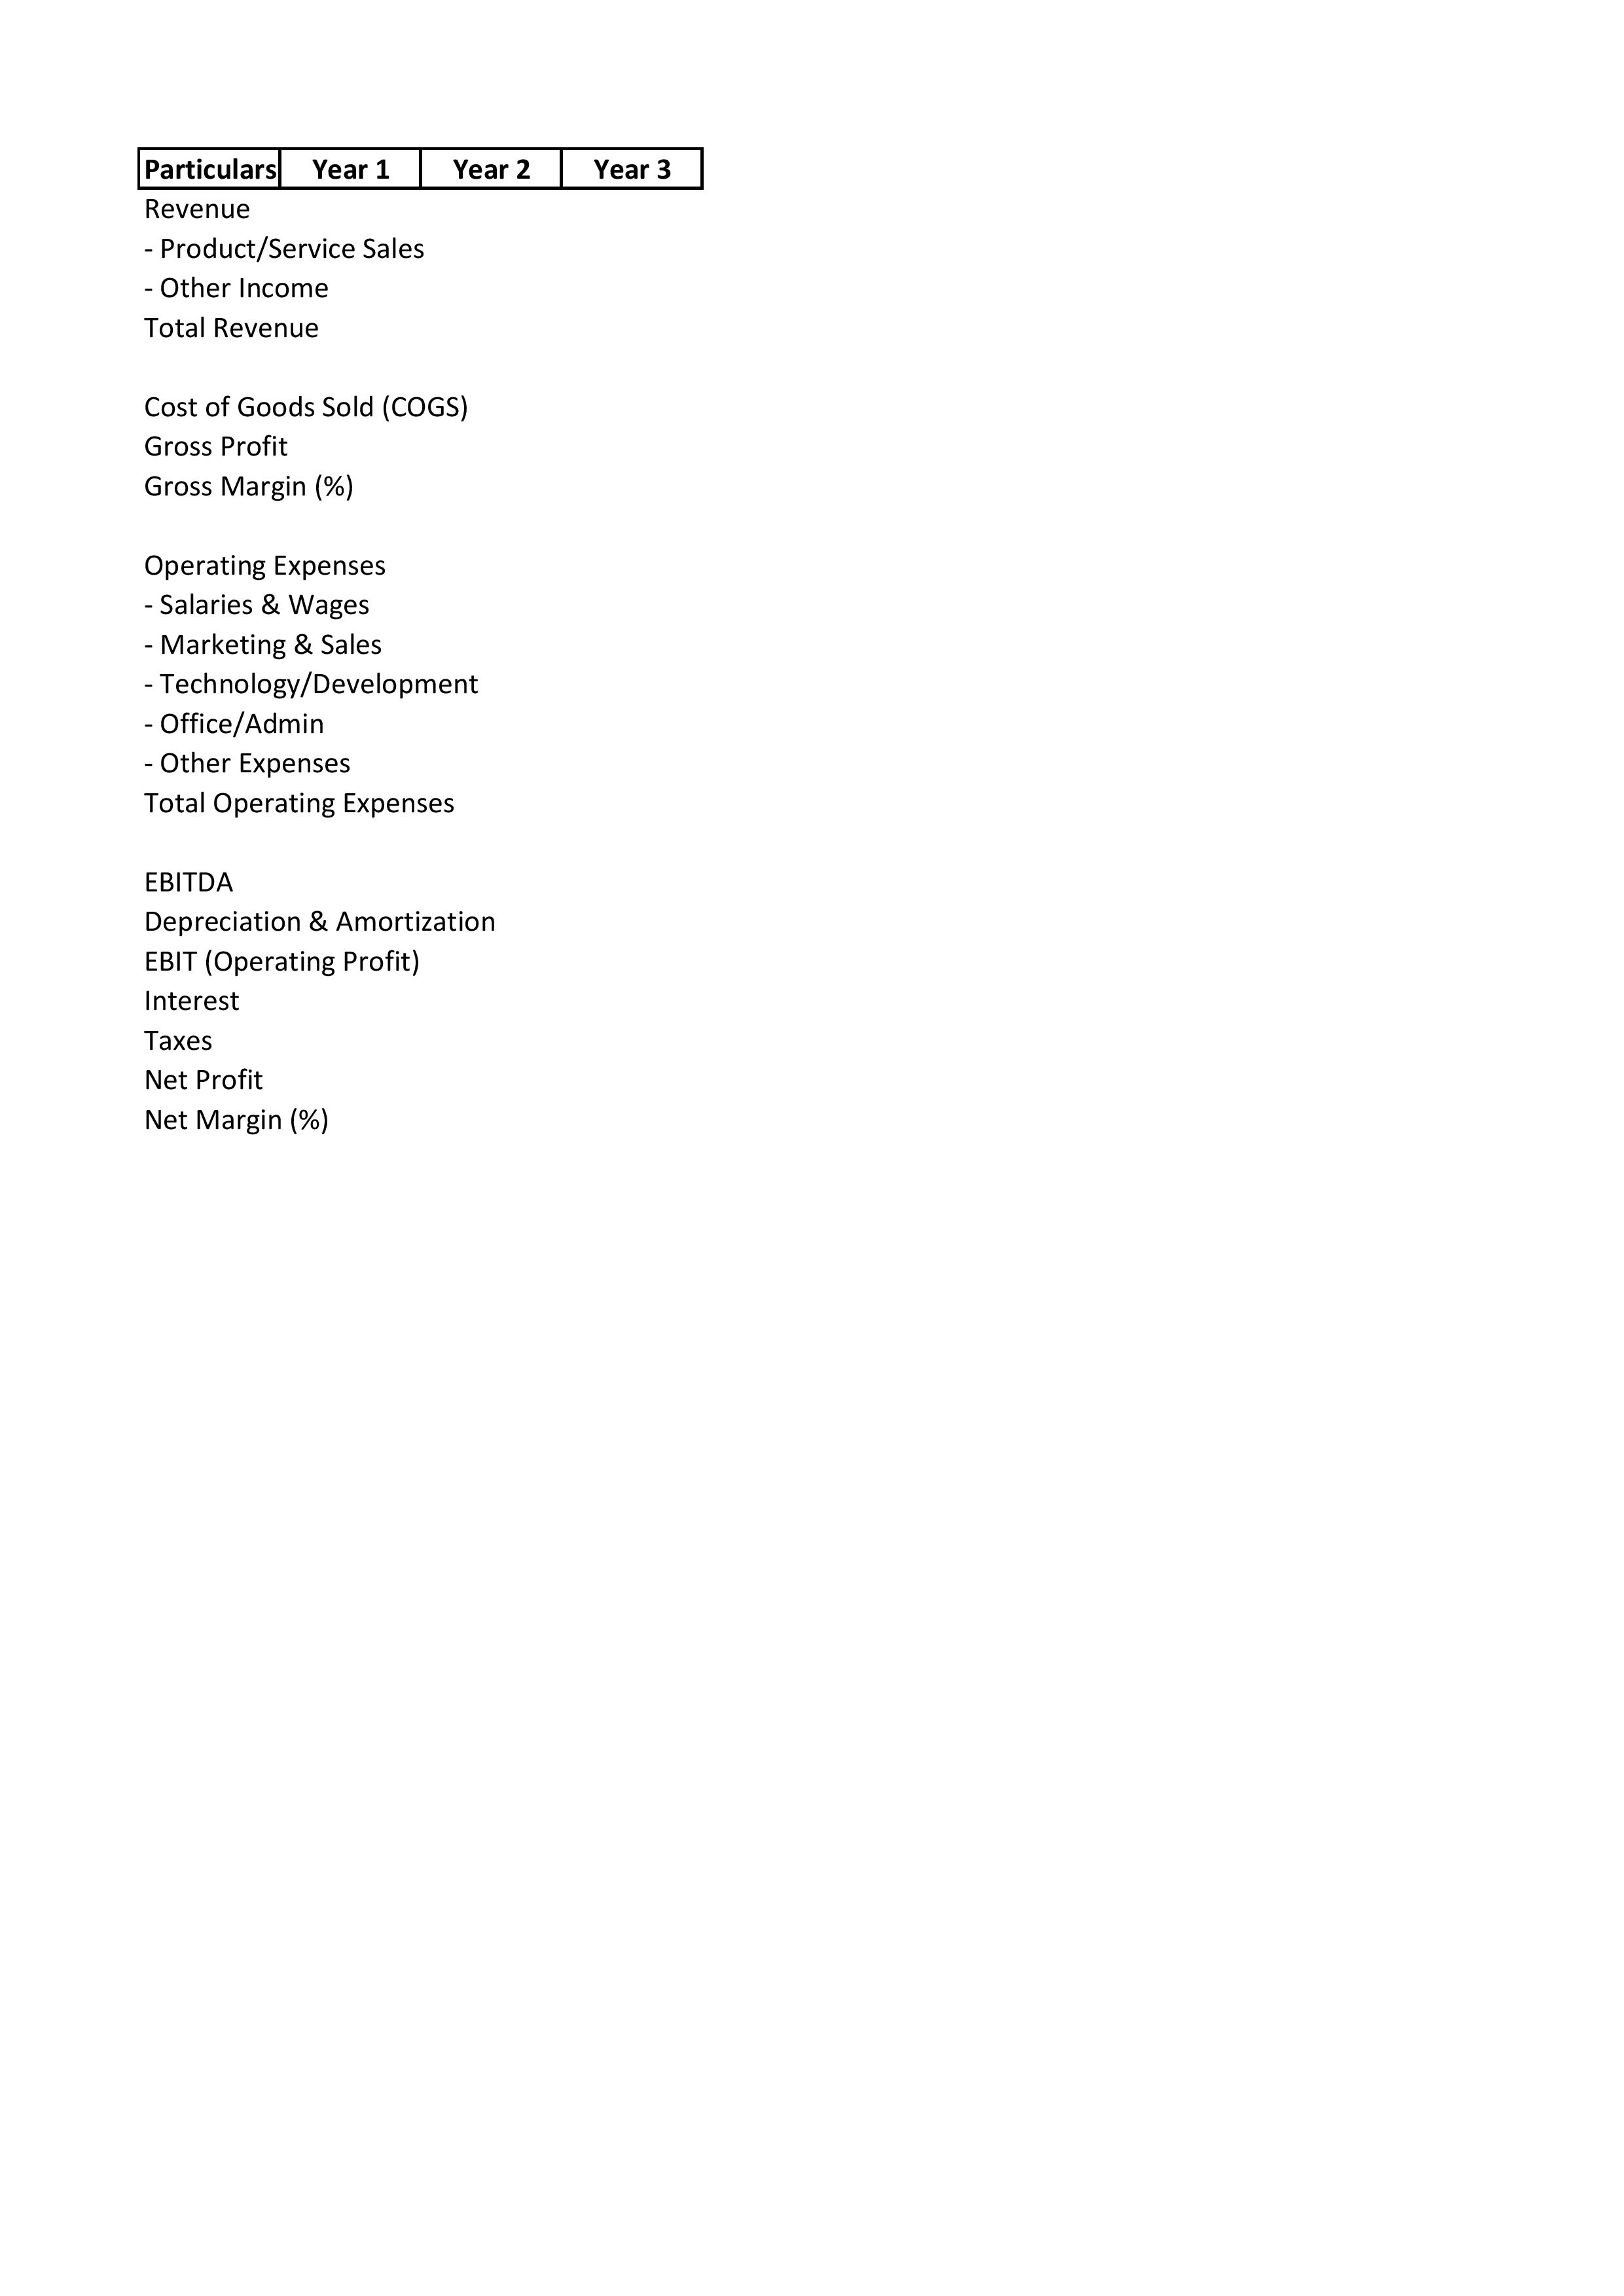 Particulars Year 1 Year 2 Year 3
Revenue
- Product/Service Sales
- Other Income
Total Revenue
Cost of Goods Sold (COGS)
Gross Profit
Gross Margin (%)
Operating Expenses
- Salaries & Wages
- Marketing & Sales
- Technology/Development
- Office/Admin
- Other Expenses
Total Operating Expenses
EBITDA
Depreciation & Amortization
EBIT (Operating Profit)
Interest
Taxes
Net Profit
Net Margin (%)